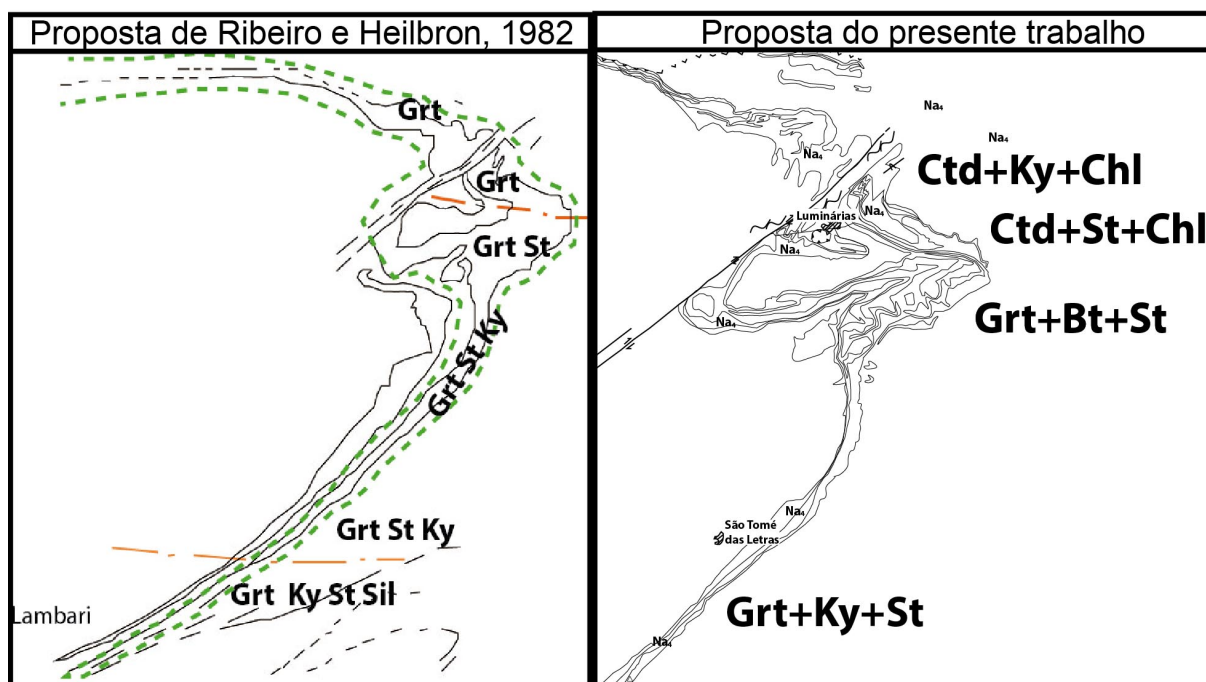 Proposta de Ribeiro e Heilbron, 1982
Grt
Grt
Grt St
Grt St Ky
Grt St Ky
Grt Ky St Sil
Lambari
Proposta do presente trabalho
Na₄
Na₄
Na₄
Ctd+Ky+Chl
Na₄
Luminárias
Ctd+St+Chl
Na₄
Grt+Bt+St
Na₄
Na₄
São Tomé
das Letras
Grt+Ky+St
Na₄